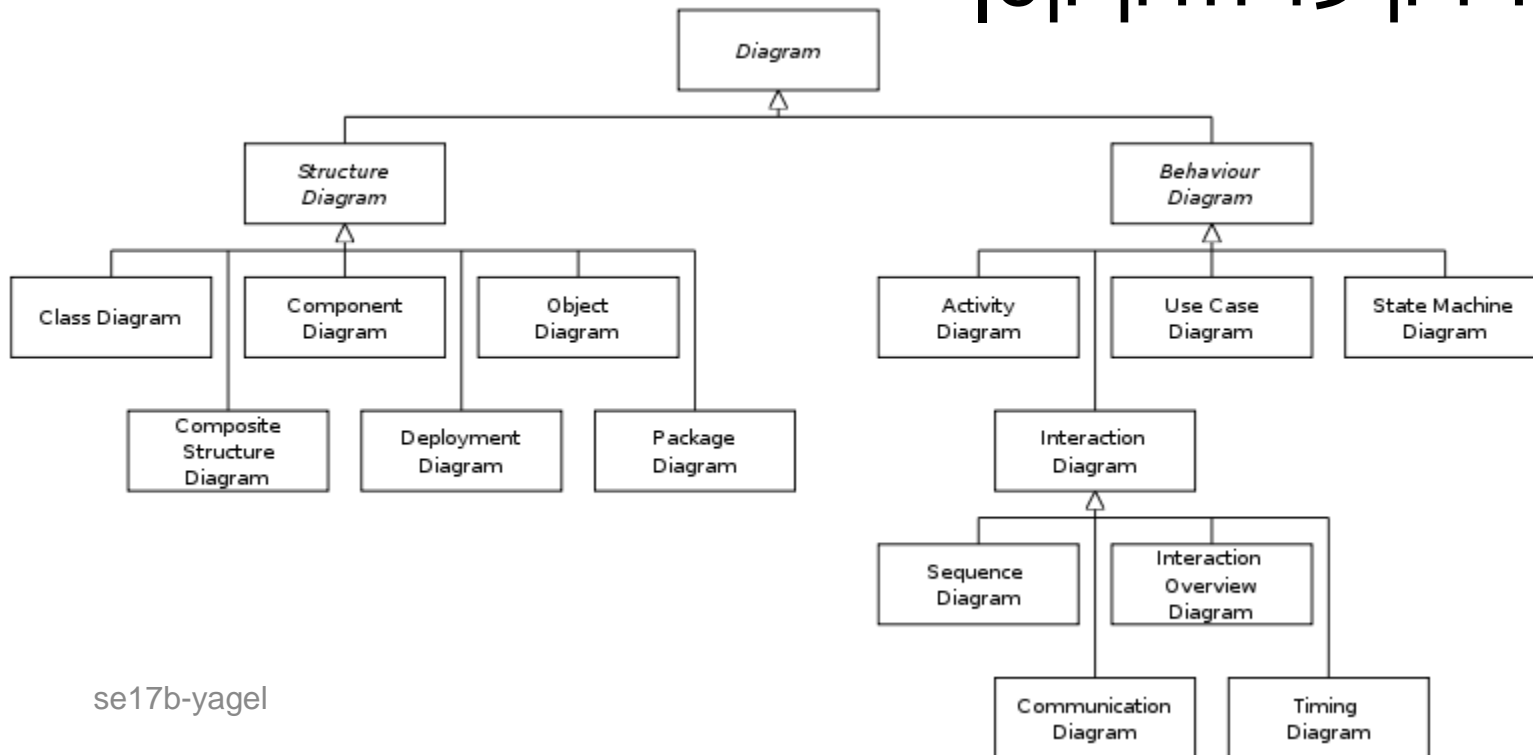 Diagram
Structure
Diagram
Behaviour
Diagram
Class Diagram
Component
Diagram
Object
Diagram
Activity
Diagram
Use Case
Diagram
State Machine
Diagram
Composite
Structure
Diagram
Deployment
Diagram
Package
Diagram
Interaction
Diagram
Sequence
Diagram
Interaction
Overview
Diagram
Communication
Diagram
Timing
Diagram
se17b-yagel